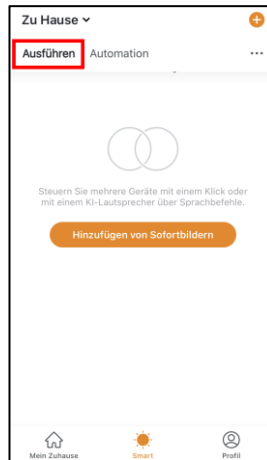 Zu Hause
Ausführen Automation ...
Steuern Sie mehrere Geräte mit einem Klick oder
mit einem KI-Lautsprecher über Sprachbefehle.
Hinzufügen von Sofortbildern
Mein Zuhause Smart Profil